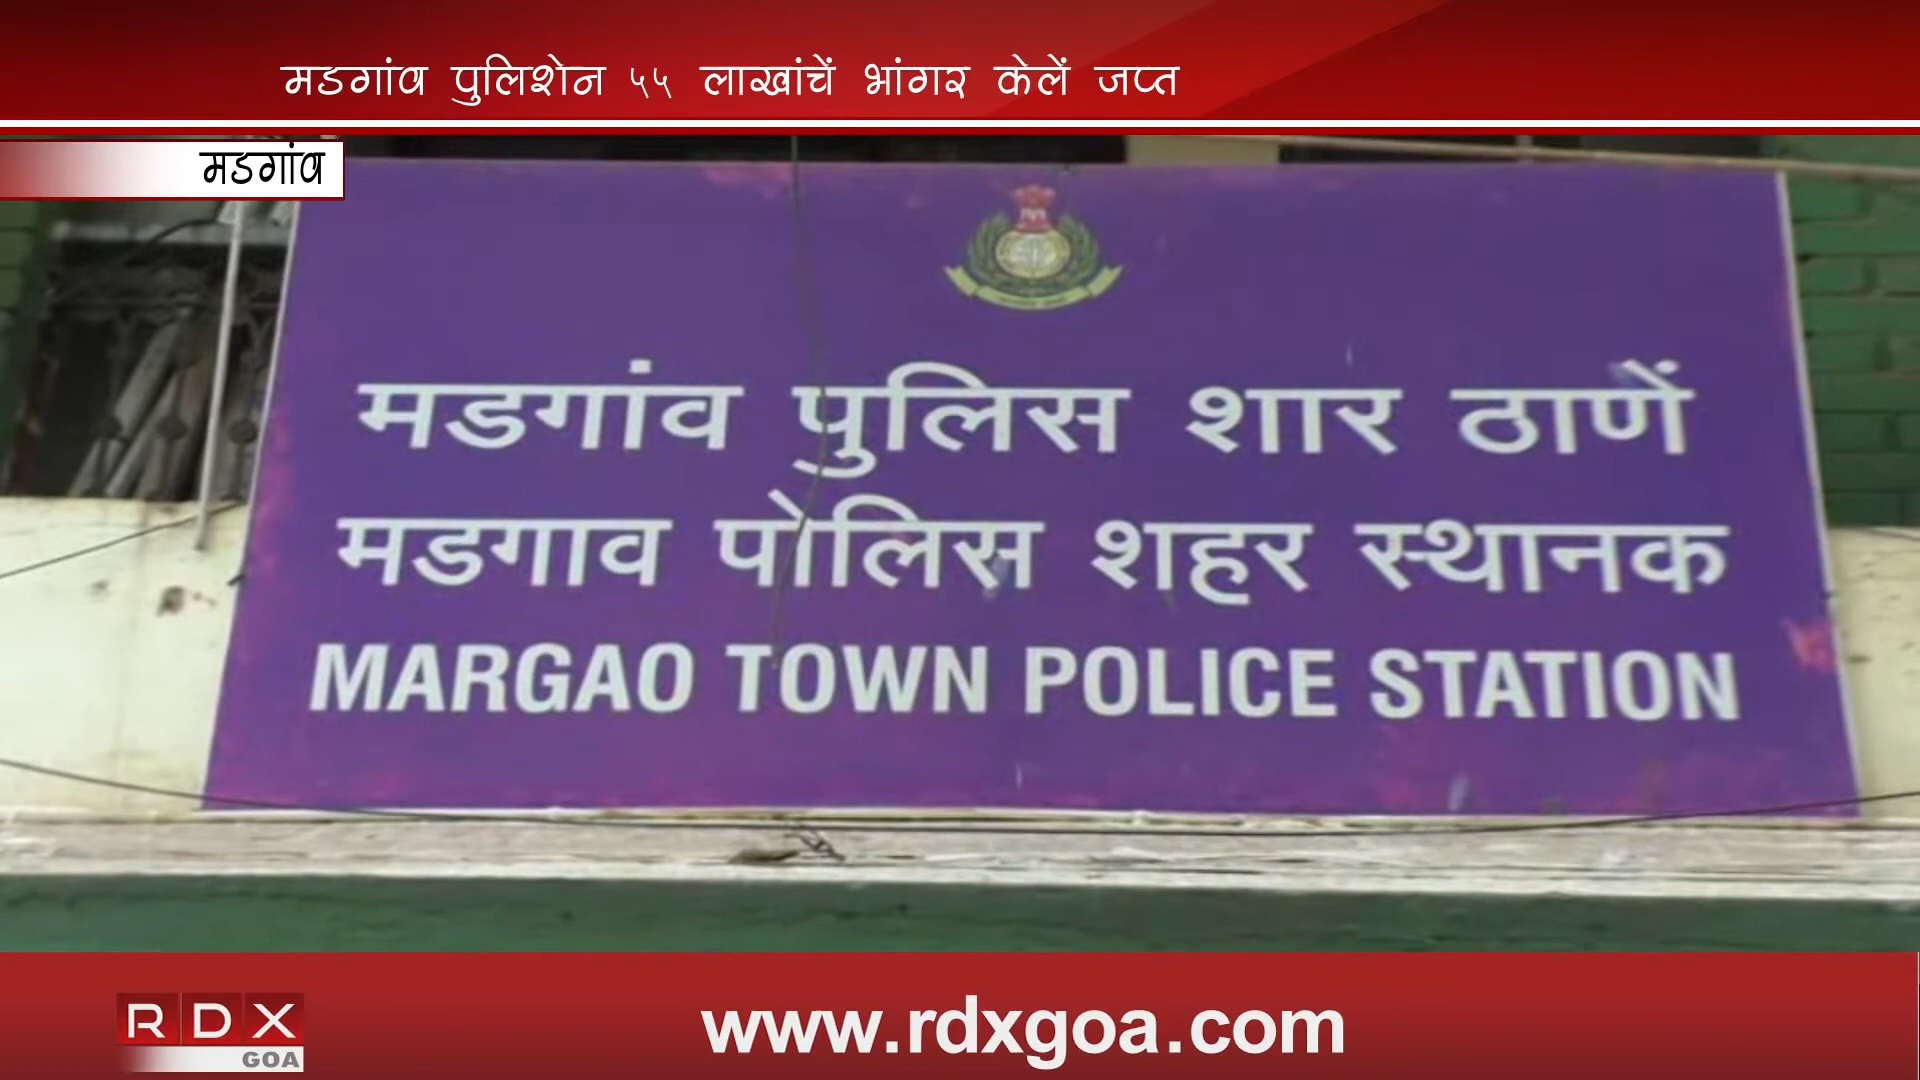 मडगांव पुलिशेन ५५ लाखांचें भांगर केलें जप्त
मडगांव
मडगांव पुलिस शार ठाणें
मडगाव पोलिस शहर स्थानक
MARGAO TOWN POLICE STATION
RDX
GOA
www.rdxgoa.com